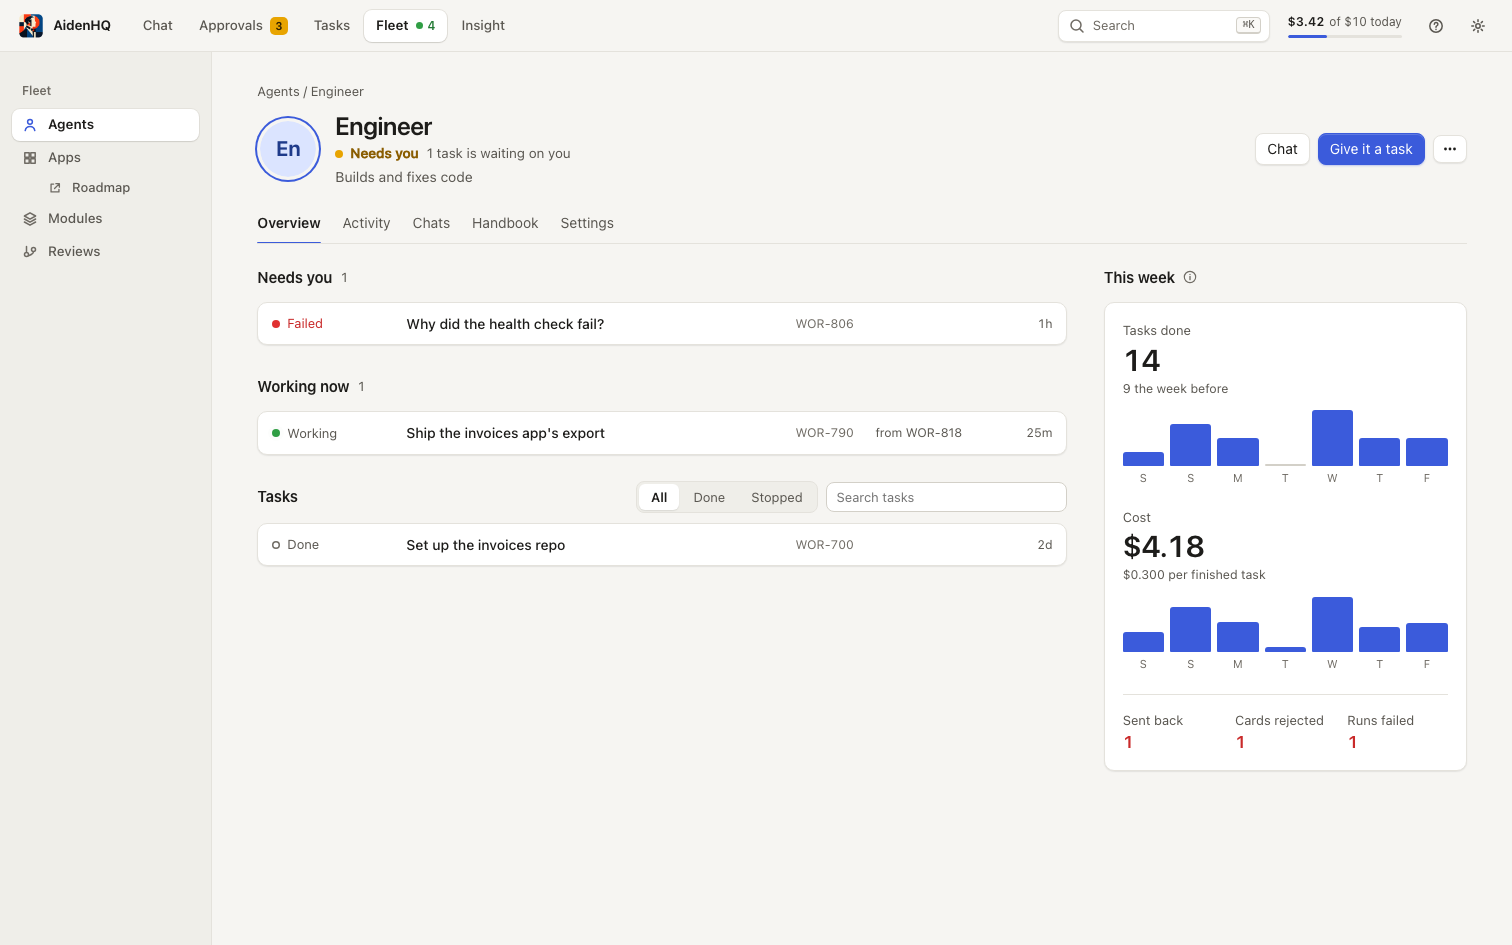 AidenHQ
Chat
Approvals 3
Tasks
Fleet 4
Insight
Search ⌘K
$3.42 of $10 today
Fleet
Agents
Apps
Roadmap
Modules
Reviews
Agents / Engineer
En
Engineer
Needs you 1 task is waiting on you
Builds and fixes code
Chat
Give it a task
Overview
Activity
Chats
Handbook
Settings
Needs you 1
Failed Why did the health check fail? WOR-806 1h
Working now 1
Working Ship the invoices app's export WOR-790 from WOR-818 25m
Tasks
All
Done
Stopped
Search tasks
Done Set up the invoices repo WOR-700 2d
This week
Tasks done
14
9 the week before
S S M T W T F
Cost
$4.18
$0.300 per finished task
S S M T W T F
Sent back Cards rejected Runs failed
1 1 1